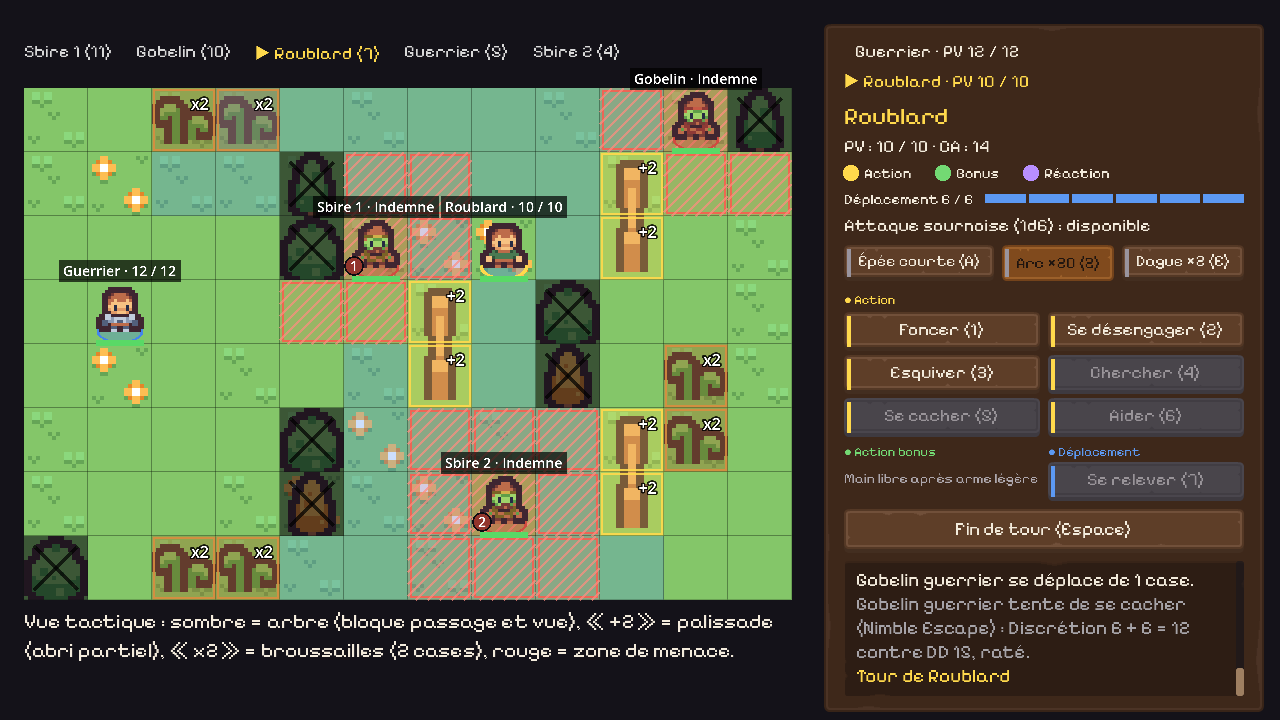 Sbire 1 (11)
Gobelin (10)
▶ Roublard (7)
Guerrier (5)
Sbire 2 (4)
Gobelin · Indemne
x2
x2
+2
Sbire 1 · Indemne
Roublard · 10 / 10
+2
1
Guerrier · 12 / 12
+2
+2
x2
+2
x2
Sbire 2 · Indemne
+2
2
x2
x2
Vue tactique : sombre = arbre (bloque passage et vue), « +2 » = palissade
(abri partiel), « x2 » = broussailles (2 cases), rouge = zone de menace.
Guerrier · PV 12 / 12
▶ Roublard · PV 10 / 10
Roublard
PV : 10 / 10 · CA : 14
Action
Bonus
Réaction
Déplacement 6 / 6
Attaque sournoise (1d6) : disponible
Épée courte (A)
Arc ×20 (Z)
Dague ×2 (E)
• Action
Foncer (1)
Se désengager (2)
Esquiver (3)
Chercher (4)
Se cacher (5)
Aider (6)
• Action bonus
• Déplacement
Main libre après arme légère
Se relever (7)
Fin de tour (Espace)
Gobelin guerrier se déplace de 1 case.
Gobelin guerrier tente de se cacher
(Nimble Escape) : Discrétion 6 + 6 = 12
contre DD 15, raté.
Tour de Roublard